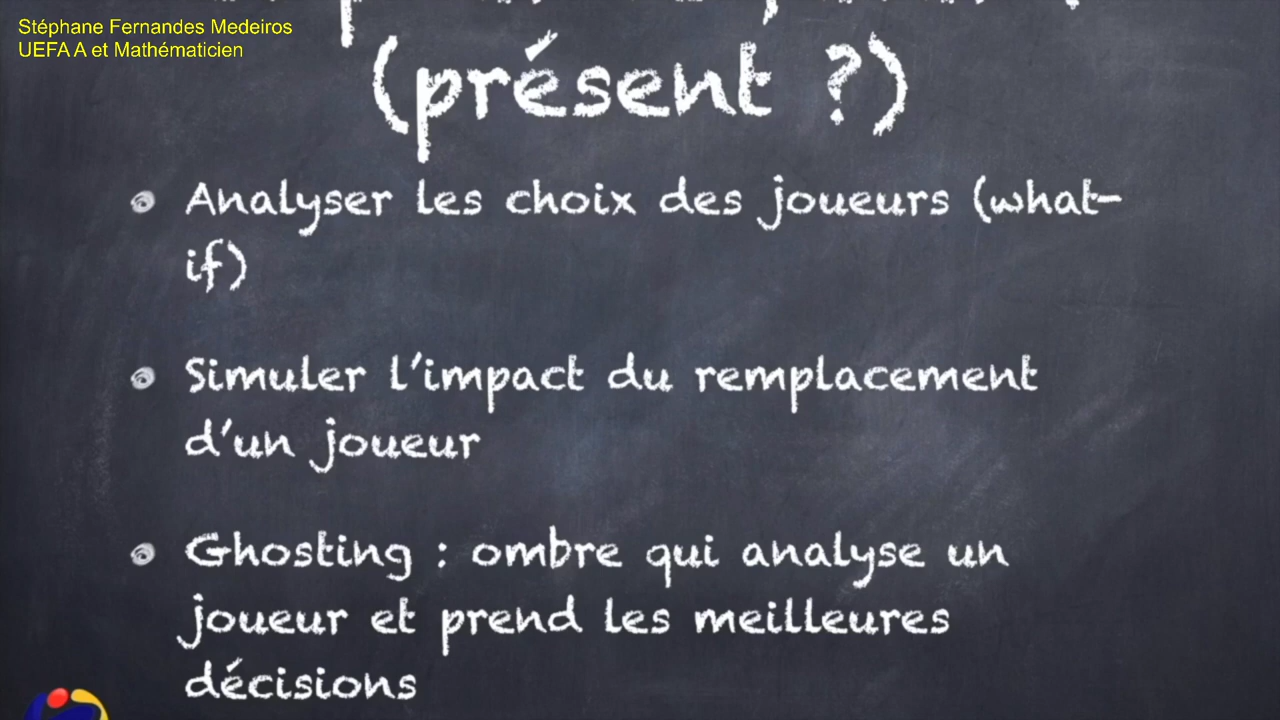 Stéphane Fernandes Medeiros
UEFA A et Mathématicien
(présent ?)
Analyser les choix des joueurs (what-
if)
Simuler l'impact du remplacement
d'un joueur
Ghosting : ombre qui analyse un
joueur et prend les meilleures
décisions